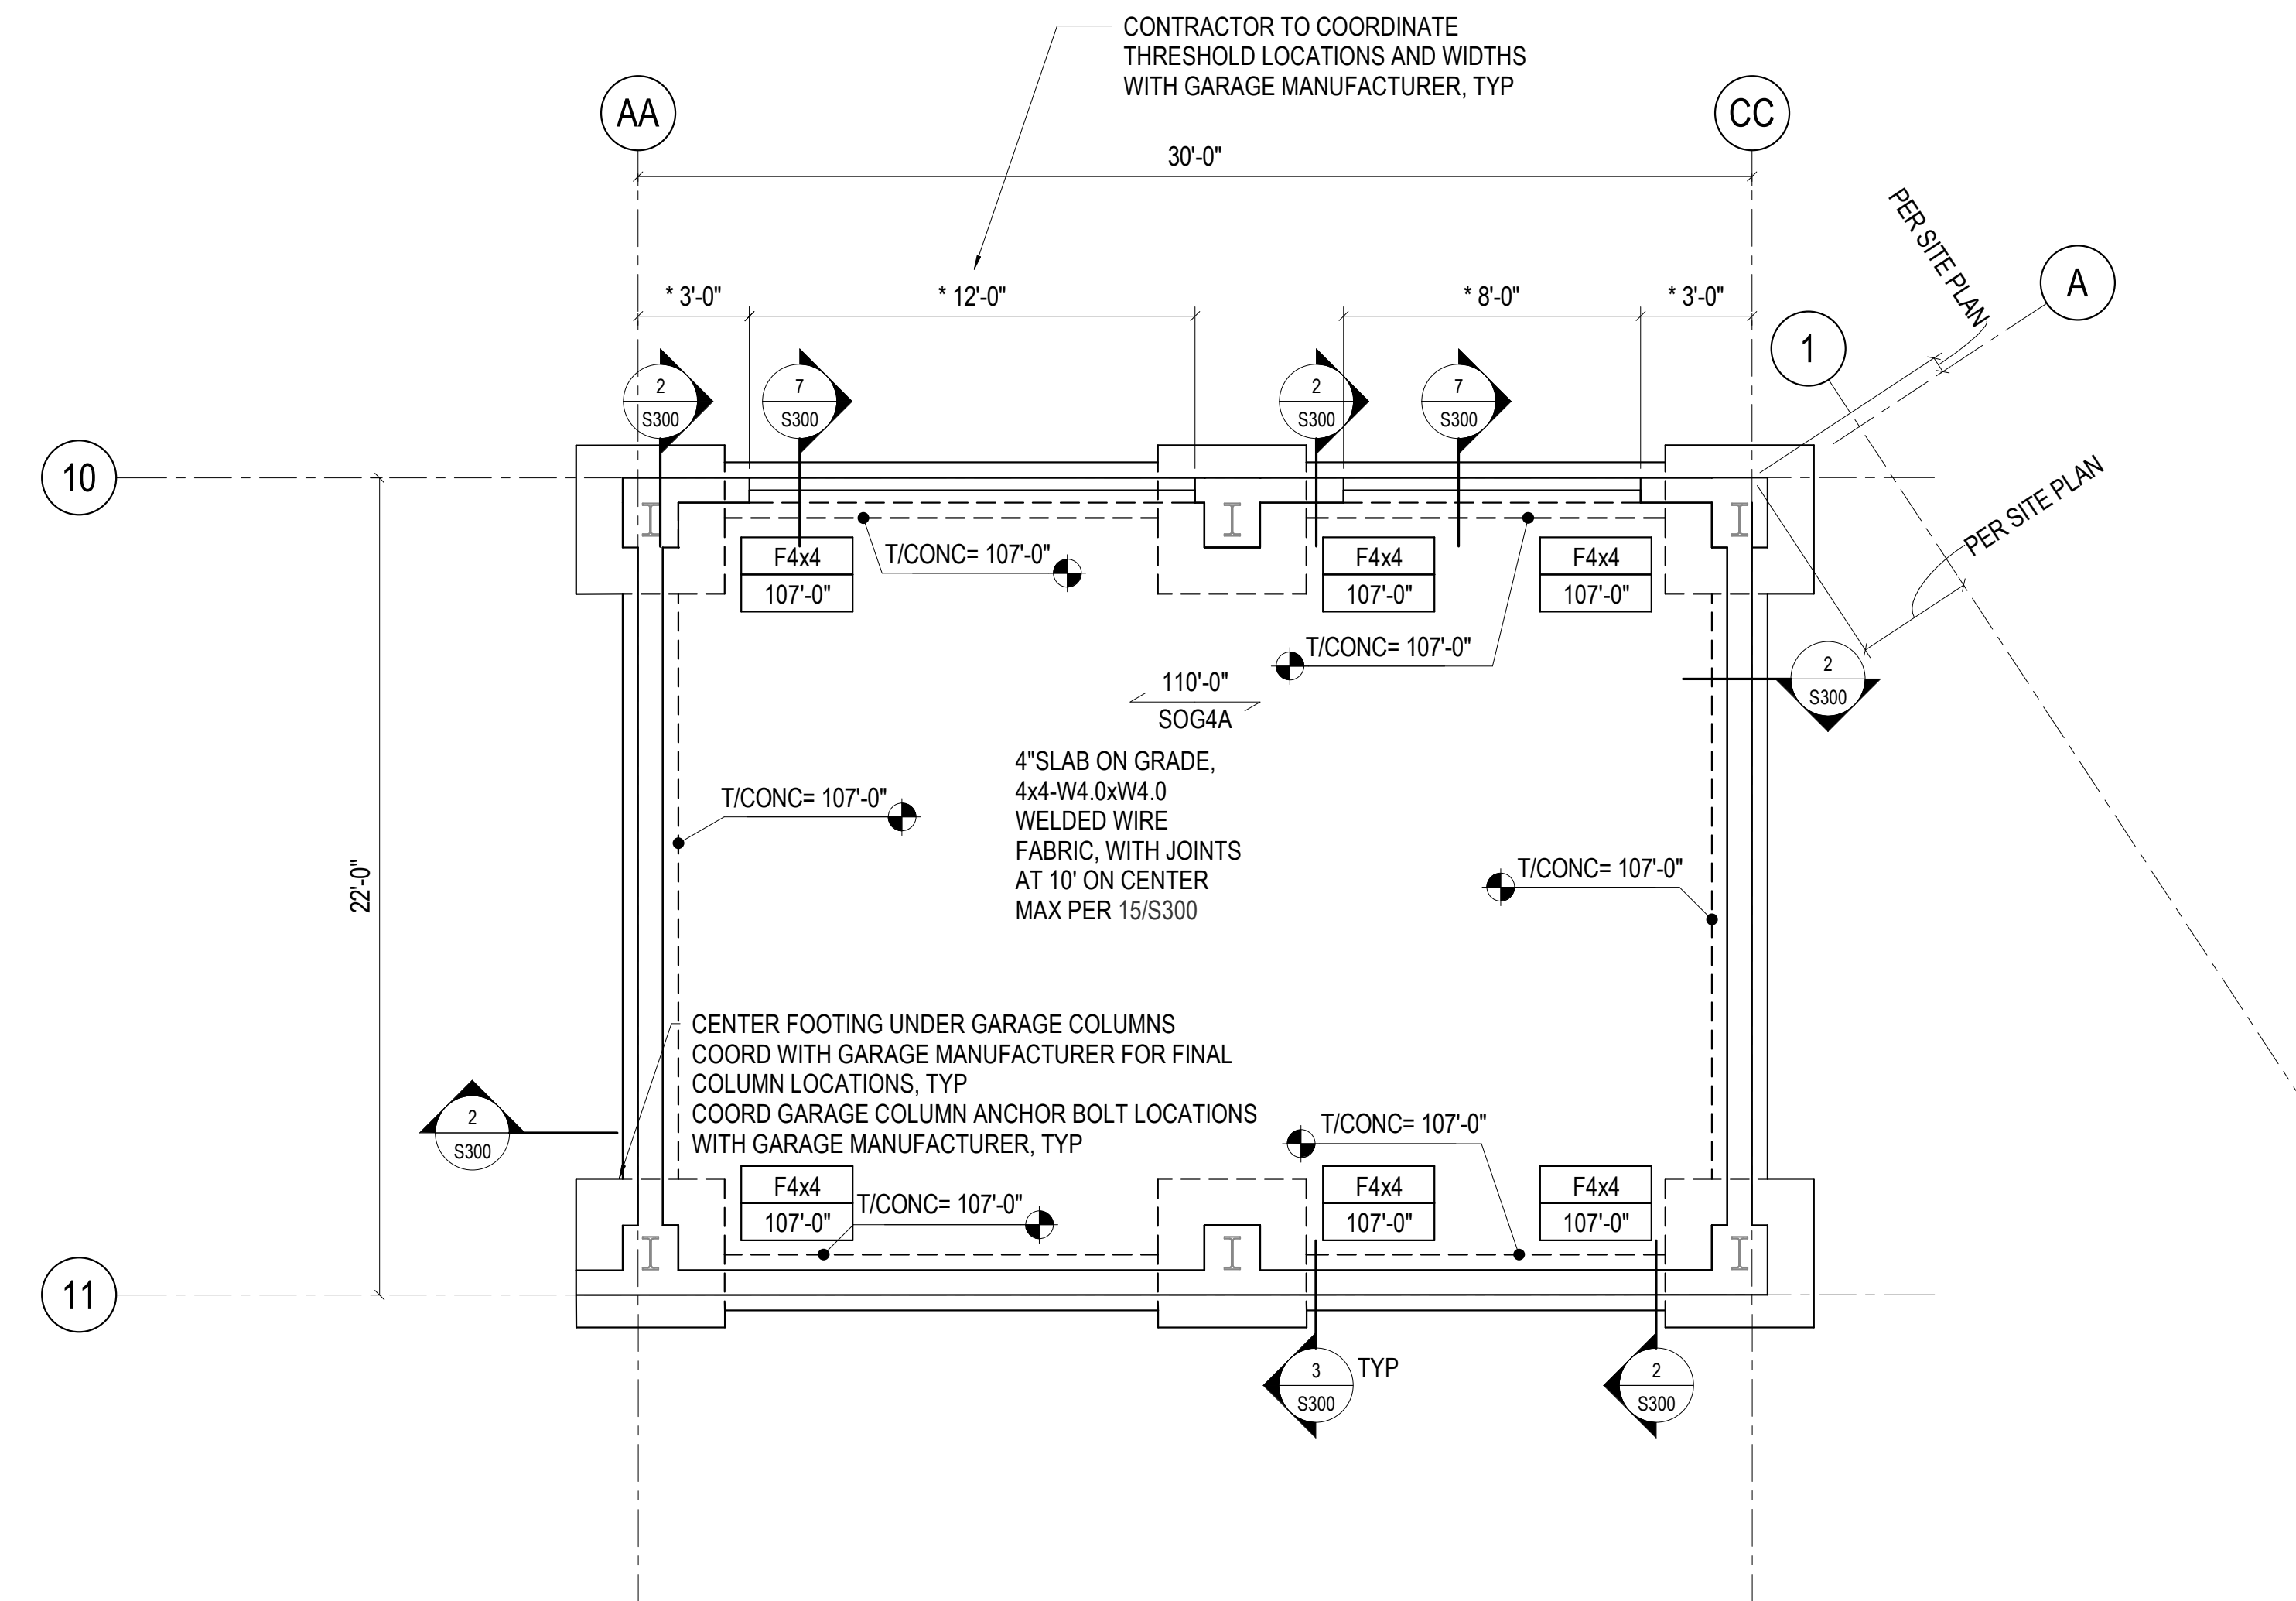 CONTRACTOR TO COORDINATE
THRESHOLD LOCATIONS AND WIDTHS
WITH GARAGE MANUFACTURER, TYP
AA
CC
30'-0"
PER SITE PLAN
A
* 3'-0"
* 12'-0"
* 8'-0"
* 3'-0"
1
2
S300
7
S300
2
S300
7
S300
10
PER SITE PLAN
T/CONC= 107'-0"
F4x4
107'-0"
F4x4
107'-0"
F4x4
107'-0"
T/CONC= 107'-0"
2
S300
110'-0"
SOG4A
4"SLAB ON GRADE,
4x4-W4.0xW4.0
WELDED WIRE
FABRIC, WITH JOINTS
AT 10' ON CENTER
MAX PER 15/S300
T/CONC= 107'-0"
T/CONC= 107'-0"
22'-0"
CENTER FOOTING UNDER GARAGE COLUMNS
COORD WITH GARAGE MANUFACTURER FOR FINAL
COLUMN LOCATIONS, TYP
COORD GARAGE COLUMN ANCHOR BOLT LOCATIONS
WITH GARAGE MANUFACTURER, TYP
2
S300
T/CONC= 107'-0"
F4x4
107'-0"
T/CONC= 107'-0"
F4x4
107'-0"
F4x4
107'-0"
11
3
S300
TYP
2
S300